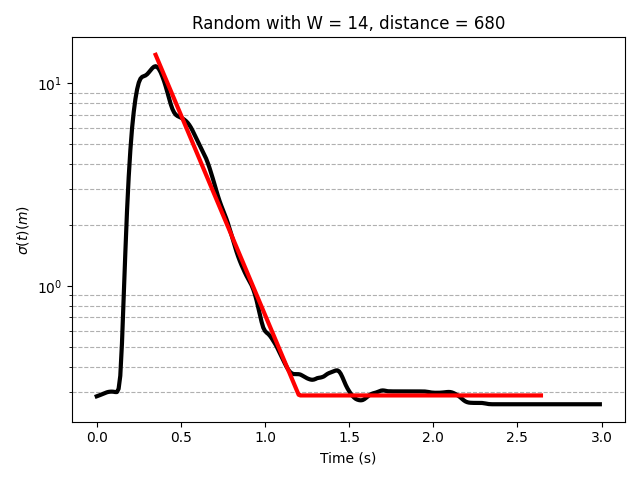 Random with W = 14, distance = 680
σ(t)(m)
10¹
10⁰
0.0 0.5 1.0 1.5 2.0 2.5 3.0
Time (s)